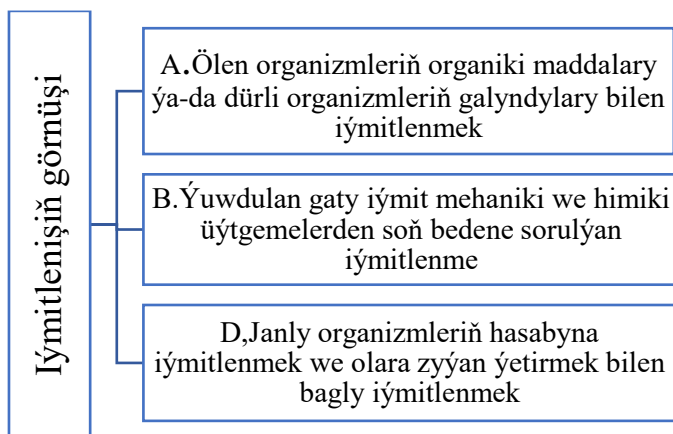 Iýmitlenişiň görnüşi
A.Ölen organizmleriň organiki maddalary
ýa-da dürli organizmleriň galyndylary bilen
iýmitlenmek
B.Ýuwdulan gaty iýmit mehaniki we himiki
üýtgemelerden soň bedene sorulýan
iýmitlenme
D,Janly organizmleriň hasabyna
iýmitlenmek we olara zyýan ýetirmek bilen
bagly iýmitlenmek